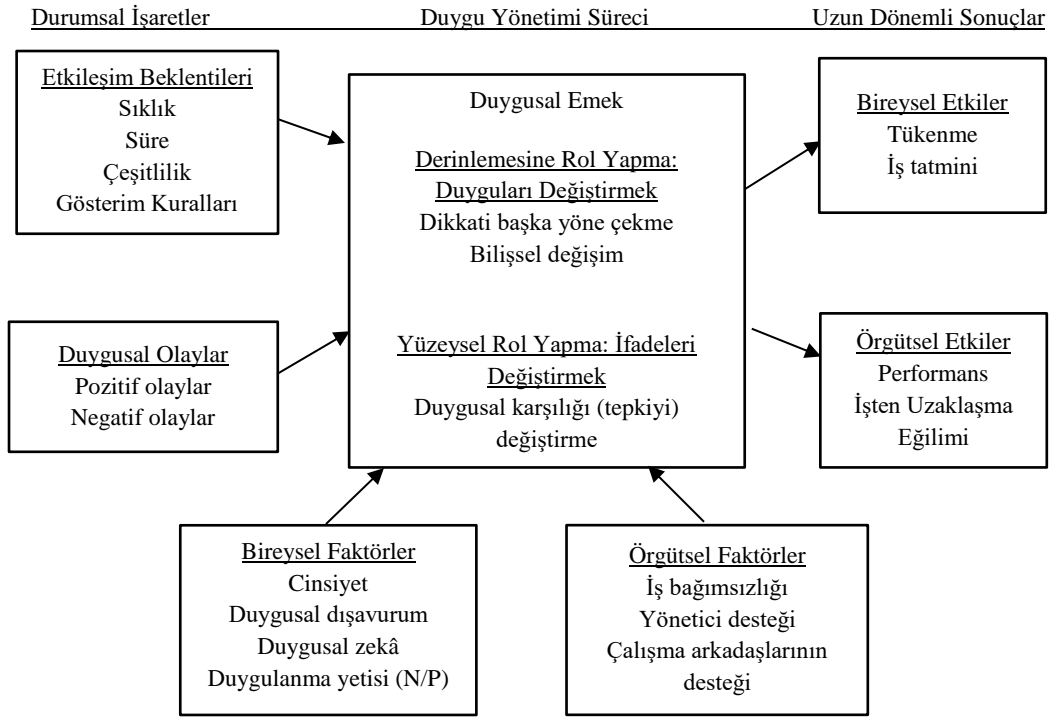 Durumsal İşaretler
Duygu Yönetimi Süreci
Uzun Dönemli Sonuçlar
Etkileşim Beklentileri
Sıklık
Süre
Çeşitlilik
Gösterim Kuralları
Duygusal Olaylar
Pozitif olaylar
Negatif olaylar
Duygusal Emek
Derinlemesine Rol Yapma:
Duyguları Değiştirmek
Dikkati başka yöne çekme
Bilişsel değişim
Yüzeysel Rol Yapma: İfadeleri
Değiştirmek
Duygusal karşılığı (tepkiyi)
değiştirme
Bireysel Etkiler
Tükenme
İş tatmini
Örgütsel Etkiler
Performans
İşten Uzaklaşma
Eğilimi
Bireysel Faktörler
Cinsiyet
Duygusal dışavurum
Duygusal zekâ
Duygulanma yetisi (N/P)
Örgütsel Faktörler
İş bağımsızlığı
Yönetici desteği
Çalışma arkadaşlarının
desteği